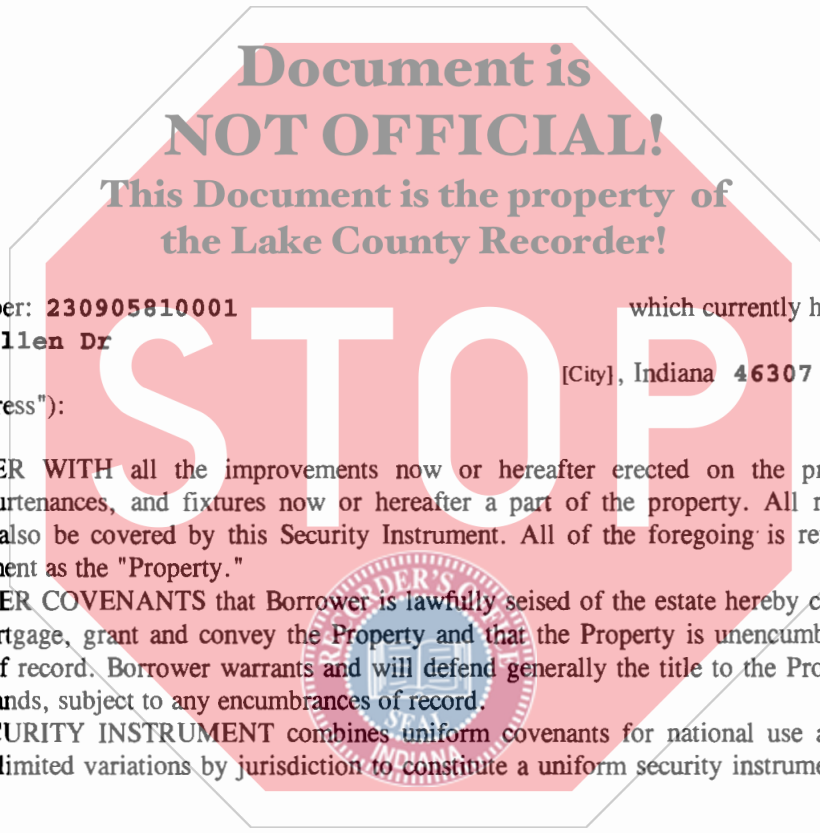 Document is
NOT OFFICIAL!
This Document is the property of
the Lake County Recorder!
STOP
per: 230905810001 which currently h
llen Dr
[City], Indiana 46307
ress"):
ER WITH all the improvements now or hereafter erected on the pr
urtenances, and fixtures now or hereafter a part of the property. All r
also be covered by this Security Instrument. All of the foregoing is re
nent as the "Property."
ER COVENANTS that Borrower is lawfully seised of the estate hereby c
rtgage, grant and convey the Property and that the Property is unencumb
f record. Borrower warrants and will defend generally the title to the Pro
ands, subject to any encumbrances of record.
CURITY INSTRUMENT combines uniform covenants for national use a
limited variations by jurisdiction to constitute a uniform security instrume
RECORDER'S OFFICE
SEAL
INDIANA